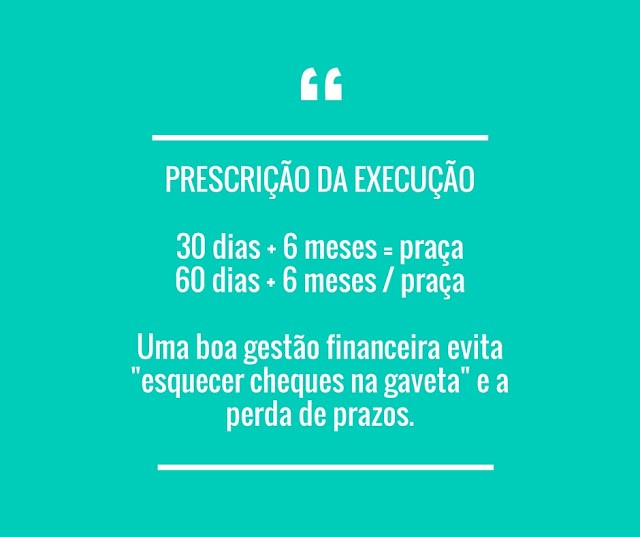 “
PRESCRIÇÃO DA EXECUÇÃO
30 dias + 6 meses = praça
60 dias + 6 meses / praça
Uma boa gestão financeira evita
"esquecer cheques na gaveta" e a
perda de prazos.